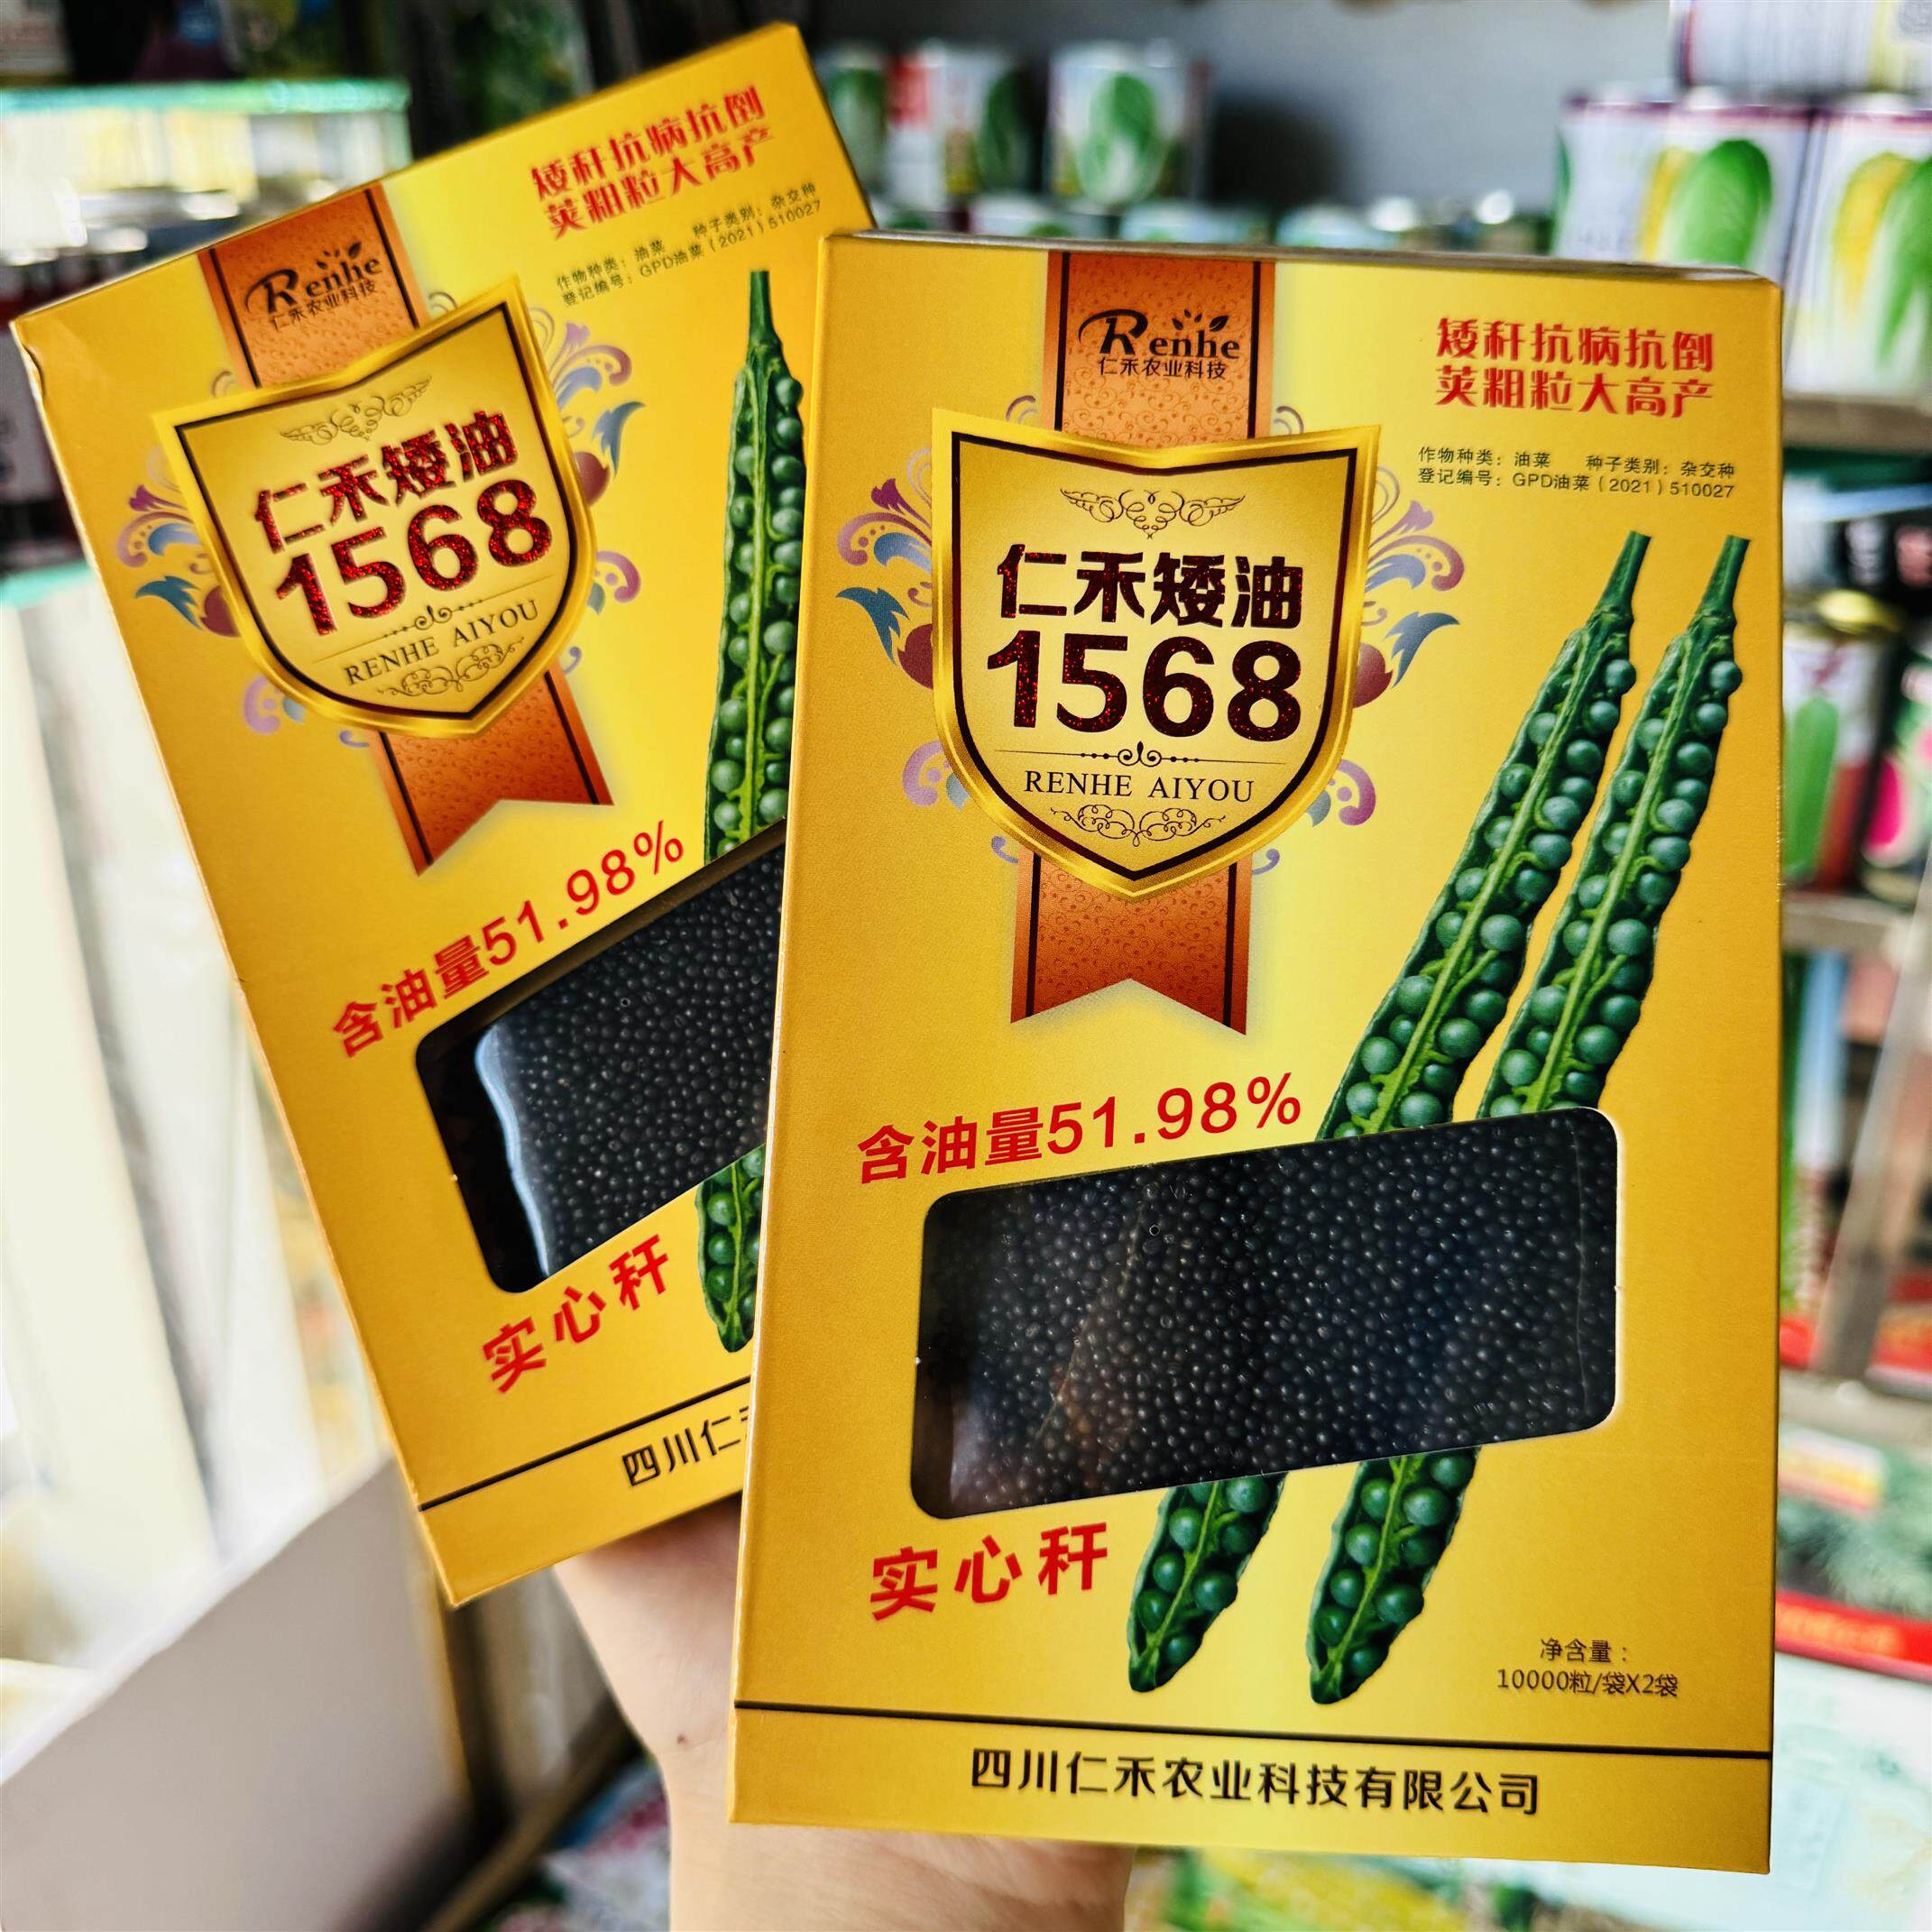 Renhe
仁禾农业科技
矮秆抗病抗倒
荚粗粒大高产
作物种类：油菜 种子类别：杂交种
登记编号：GPD油菜（2021）510027
仁禾矮油
1568
RENHE AIYOU
含油量51.98%
实心秆
四川仁
Renhe
仁禾农业科技
矮秆抗病抗倒
荚粗粒大高产
作物种类：油菜 种子类别：杂交种
登记编号：GPD油菜（2021）510027
仁禾矮油
1568
RENHE AIYOU
含油量51.98%
实心秆
净含量：
10000粒/袋X2袋
四川仁禾农业科技有限公司